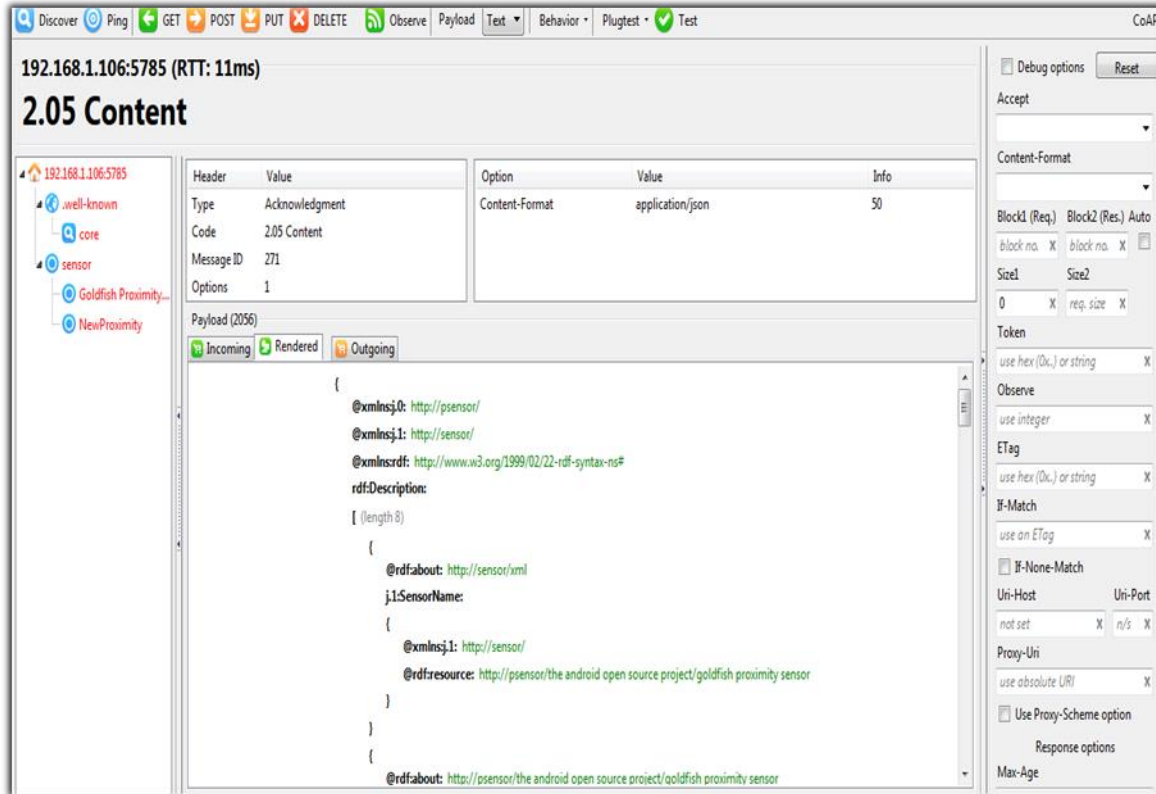 Discover Ping GET POST PUT DELETE Observe Payload Text Behavior Plugtest Test CoAP
192.168.1.106:5785 (RTT: 11ms)
2.05 Content
192.168.1.106:5785
.well-known
core
sensor
Goldfish Proximity...
NewProximity
Header Value
Type Acknowledgment
Code 2.05 Content
Message ID 271
Options 1
Option Value Info
Content-Format application/json 50
Payload (2056)
Incoming Rendered Outgoing
{
@xmlns:j.0: http://psensor/
@xmlns:j.1: http://sensor/
@xmlns:rdf: http://www.w3.org/1999/02/22-rdf-syntax-ns#
rdf:Description:
[ (length 8)
{
@rdf:about: http://sensor/xml
j.1:SensorName:
{
@xmlns:j.1: http://sensor/
@rdf:resource: http://psensor/the android open source project/goldfish proximity sensor
}
}
{
@rdf:about: http://psensor/the android open source project/goldfish proximity sensor
Debug options Reset
Accept
Content-Format
Block1 (Req.) Block2 (Res.) Auto
block no. X block no. X
Size1 Size2
0 X req. size X
Token
use hex (0x..) or string X
Observe
use integer X
ETag
use hex (0x..) or string X
If-Match
use an ETag X
If-None-Match
Uri-Host Uri-Port
not set X n/s X
Proxy-Uri
use absolute URI X
Use Proxy-Scheme option
Response options
Max-Age